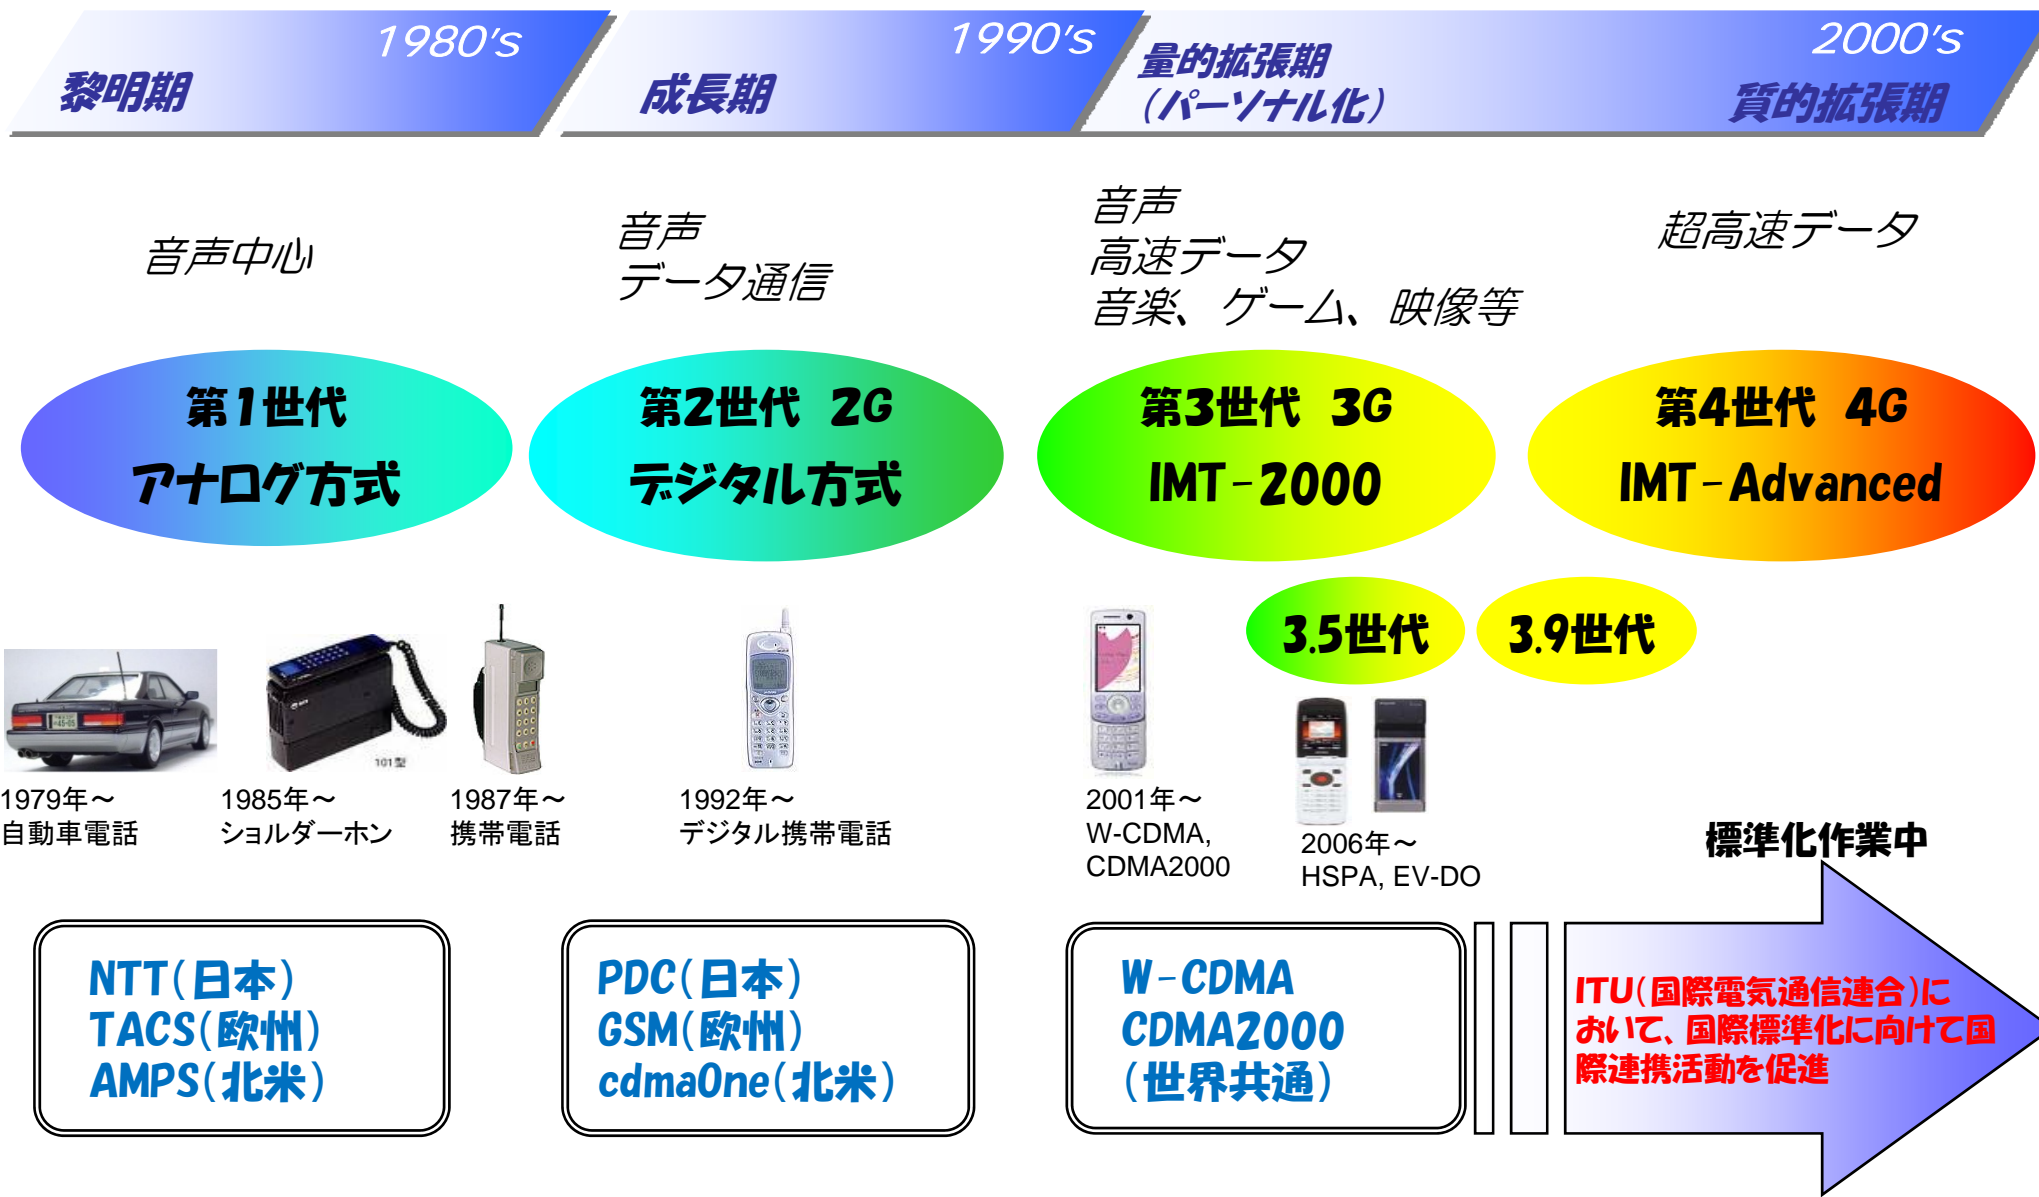 1980's
黎明期
1990's
成長期
2000's
量的拡張期
(パーソナル化)
質的拡張期
音声中心
音声
データ通信
音声
高速データ
音楽、ゲーム、映像等
超高速データ
第1世代
アナログ方式
第2世代 2G
デジタル方式
第3世代 3G
IMT-2000
第4世代 4G
IMT-Advanced
3.5世代
3.9世代
101型
1979年～
自動車電話
1985年～
ショルダーホン
1987年～
携帯電話
1992年～
デジタル携帯電話
2001年～
W-CDMA,
CDMA2000
2006年～
HSPA, EV-DO
標準化作業中
NTT(日本)
TACS(欧州)
AMPS(北米)
PDC(日本)
GSM(欧州)
cdmaOne(北米)
W-CDMA
CDMA2000
(世界共通)
ITU(国際電気通信連合)に
おいて、国際標準化に向けて国
際連携活動を促進